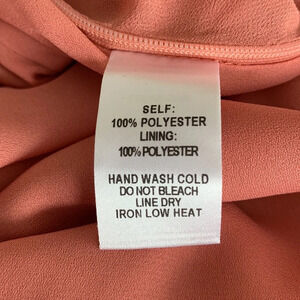 SELF:
100% POLYESTER
LINING:
100% POLYESTER
HAND WASH COLD
DO NOT BLEACH
LINE DRY
IRON LOW HEAT